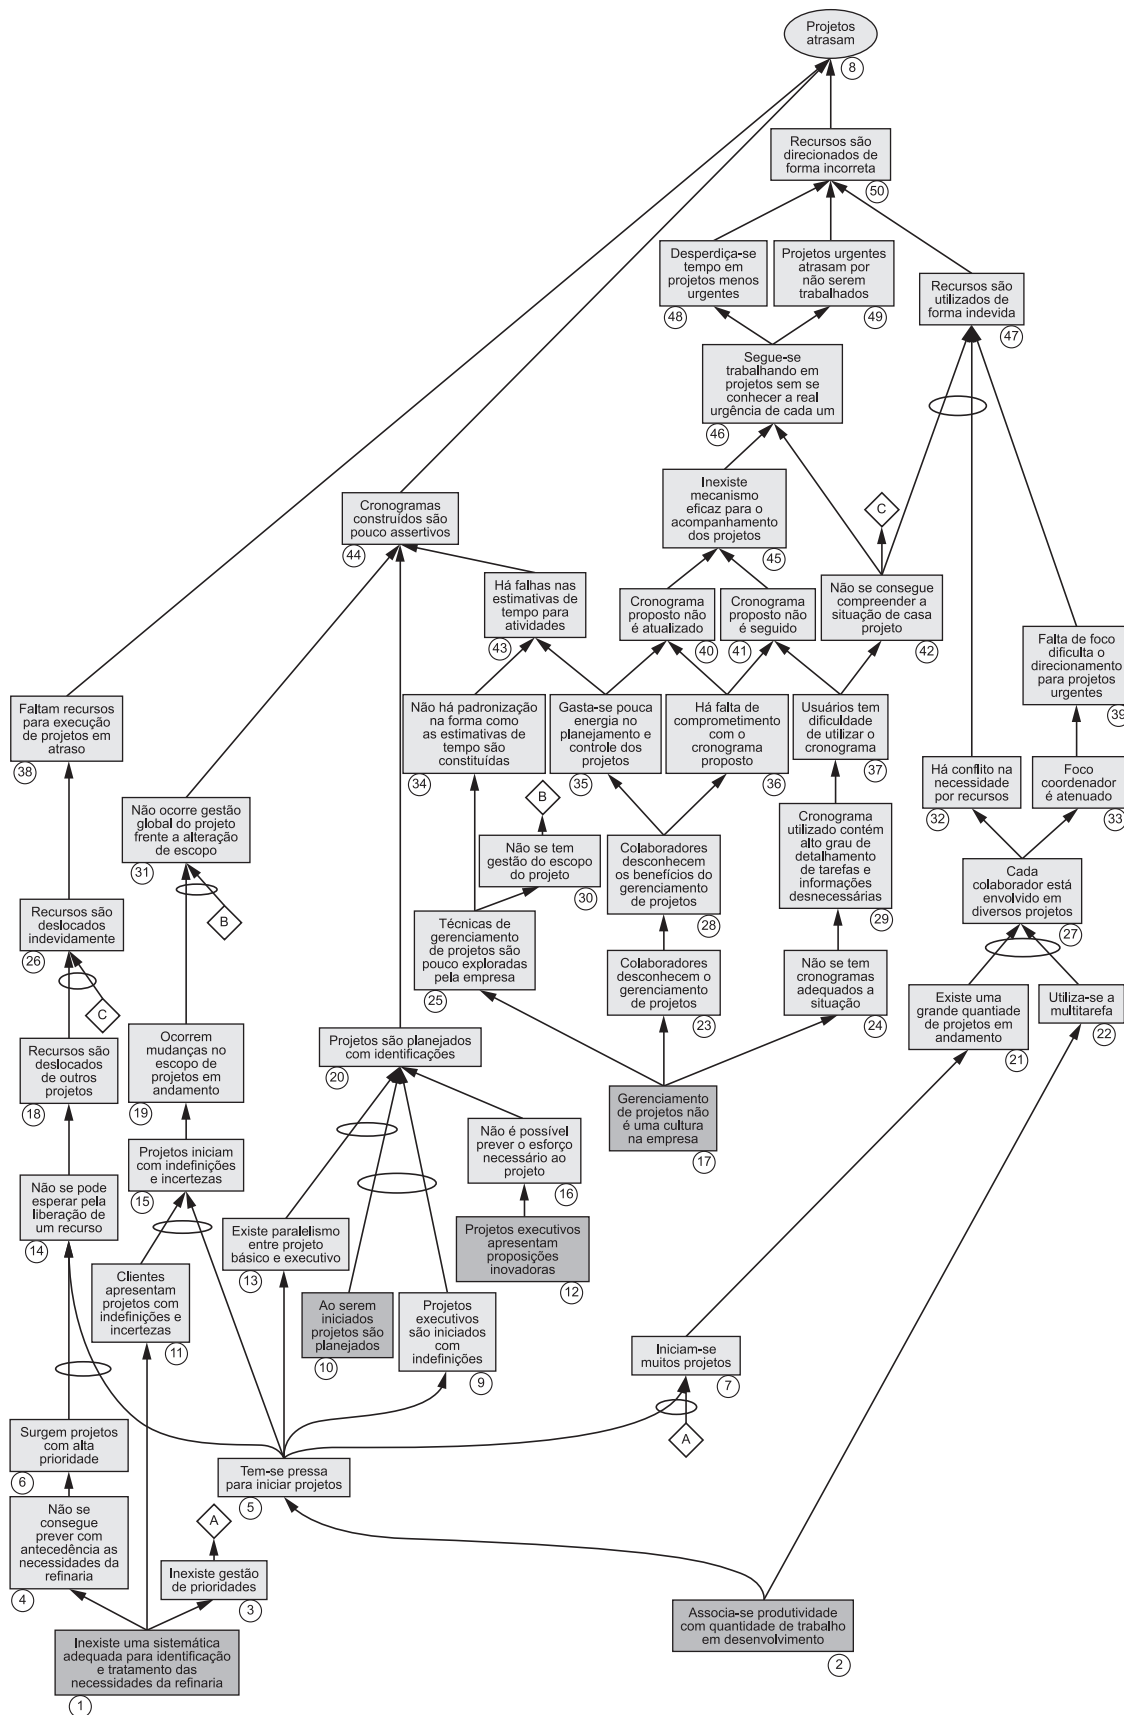 Projetos
atrasam
8
Recursos são
direcionados de
forma incorreta
50
Desperdiça-se
tempo em
projetos menos
urgentes
48
Projetos urgentes
atrasam por
não serem
trabalhados
49
Recursos são
utilizados de
forma indevida
47
Segue-se
trabalhando em
projetos sem se
conhecer a real
urgência de cada um
46
Inexiste
mecanismo
eficaz para o
acompanhamento
dos projetos
45
C
Cronogramas
construídos são
pouco assertivos
44
Há falhas nas
estimativas de
tempo para
atividades
43
Cronograma
proposto não
é atualizado
40
Cronograma
proposto não
é seguido
41
Não se consegue
compreender a
situação de casa
projeto
42
Falta de foco
dificulta o
direcionamento
para projetos
urgentes
39
Faltam recursos
para execução
de projetos em
atraso
38
Não há padronização
na forma como
as estimativas de
tempo são
constituídas
34
Gasta-se pouca
energia no
planejamento e
controle dos
projetos
35
Há falta de
comprometimento
com o
cronograma
proposto
36
Usuários tem
dificuldade
de utilizar o
cronograma
37
Há conflito na
necessidade
por recursos
32
Foco
coordenador
é atenuado
33
Não ocorre gestão
global do projeto
frente a alteração
de escopo
31
B
Não se tem
gestão do escopo
do projeto
30
Colaboradores
desconhecem
os benefícios do
gerenciamento
de projetos
28
Cronograma
utilizado contém
alto grau de
detalhamento
de tarefas e
informações
desnecessárias
29
Cada
colaborador está
envolvido em
diversos projetos
27
Recursos são
deslocados
indevidamente
26
B
Técnicas de
gerenciamento
de projetos são
pouco exploradas
pela empresa
25
Colaboradores
desconhecem o
gerenciamento
de projetos
23
Não se tem
cronogramas
adequados a
situação
24
Existe uma
grande quantiade
de projetos em
andamento
21
Utiliza-se a
multitarefa
22
C
Recursos são
deslocados
de outros
projetos
18
Ocorrem
mudanças no
escopo de
projetos em
andamento
19
Projetos são planejados
com identificações
20
Gerenciamento
de projetos não
é uma cultura
na empresa
17
Não é possível
prever o esforço
necessário ao
projeto
16
Projetos iniciam
com indefinições
e incertezas
15
Não se pode
esperar pela
liberação de
um recurso
14
Existe paralelismo
entre projeto
básico e executivo
13
Projetos executivos
apresentam
proposições
inovadoras
12
Clientes
apresentam
projetos com
indefinições e
incertezas
11
Ao serem
iniciados
projetos são
planejados
10
Projetos
executivos
são iniciados
com
indefinições
9
Iniciam-se
muitos projetos
7
A
Surgem projetos
com alta
prioridade
6
Tem-se pressa
para iniciar projetos
5
Não se
consegue
prever com
antecedência as
necessidades da
refinaria
4
A
Inexiste gestão
de prioridades
3
Inexiste uma sistemática
adequada para identificação
e tratamento das
necessidades da refinaria
1
Associa-se produtividade
com quantidade de trabalho
em desenvolvimento
2